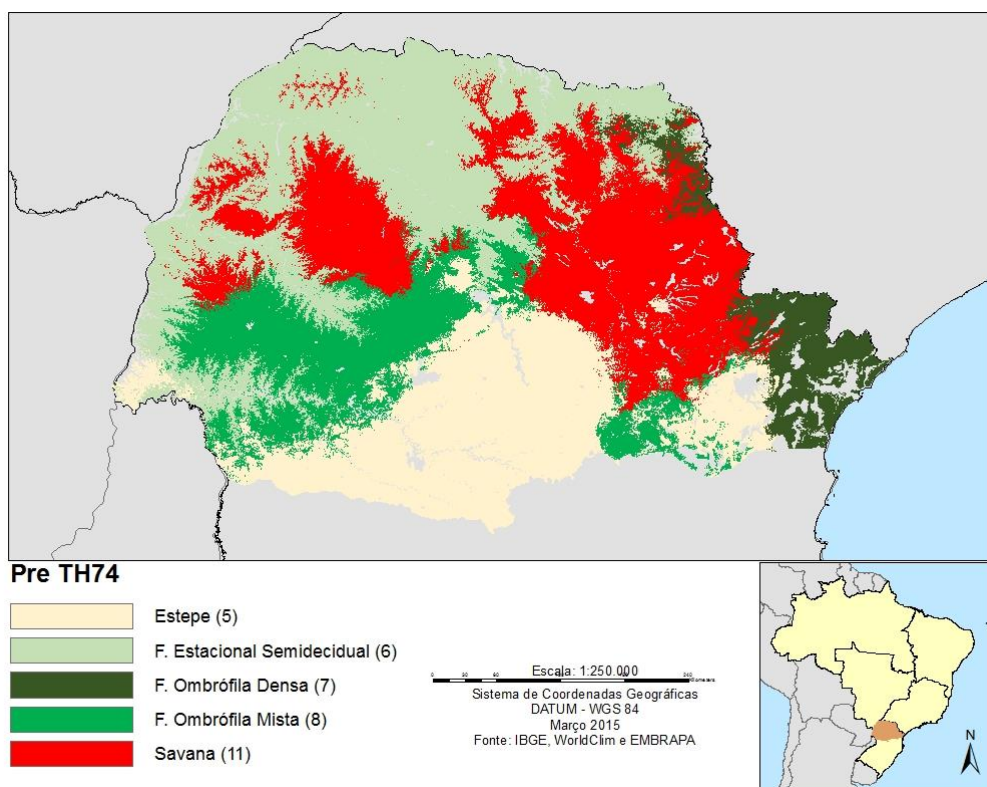 Pre TH74
Estepe (5)
F. Estacional Semidecidual (6)
F. Ombrófila Densa (7)
F. Ombrófila Mista (8)
Savana (11)
Escala: 1:250.000
Sistema de Coordenadas Geográficas
DATUM - WGS 84
Março 2015
Fonte: IBGE, WorldClim e EMBRAPA
N